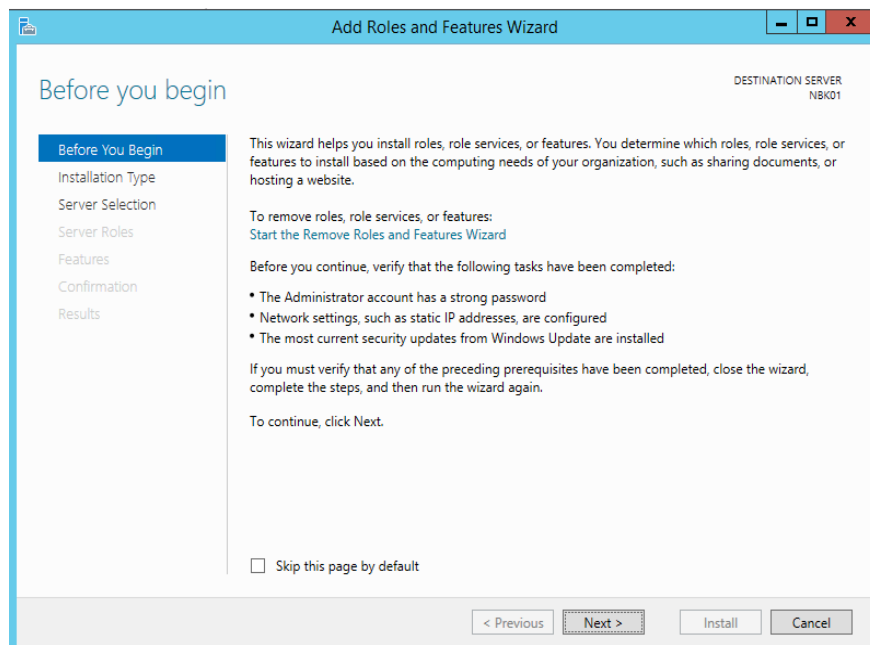 Add Roles and Features Wizard
Before you begin
DESTINATION SERVER
NBK01
Before You Begin
Installation Type
Server Selection
Server Roles
Features
Confirmation
Results
This wizard helps you install roles, role services, or features. You determine which roles, role services, or
features to install based on the computing needs of your organization, such as sharing documents, or
hosting a website.
To remove roles, role services, or features:
Start the Remove Roles and Features Wizard
Before you continue, verify that the following tasks have been completed:
• The Administrator account has a strong password
• Network settings, such as static IP addresses, are configured
• The most current security updates from Windows Update are installed
If you must verify that any of the preceding prerequisites have been completed, close the wizard,
complete the steps, and then run the wizard again.
To continue, click Next.
Skip this page by default
< Previous
Next >
Install
Cancel